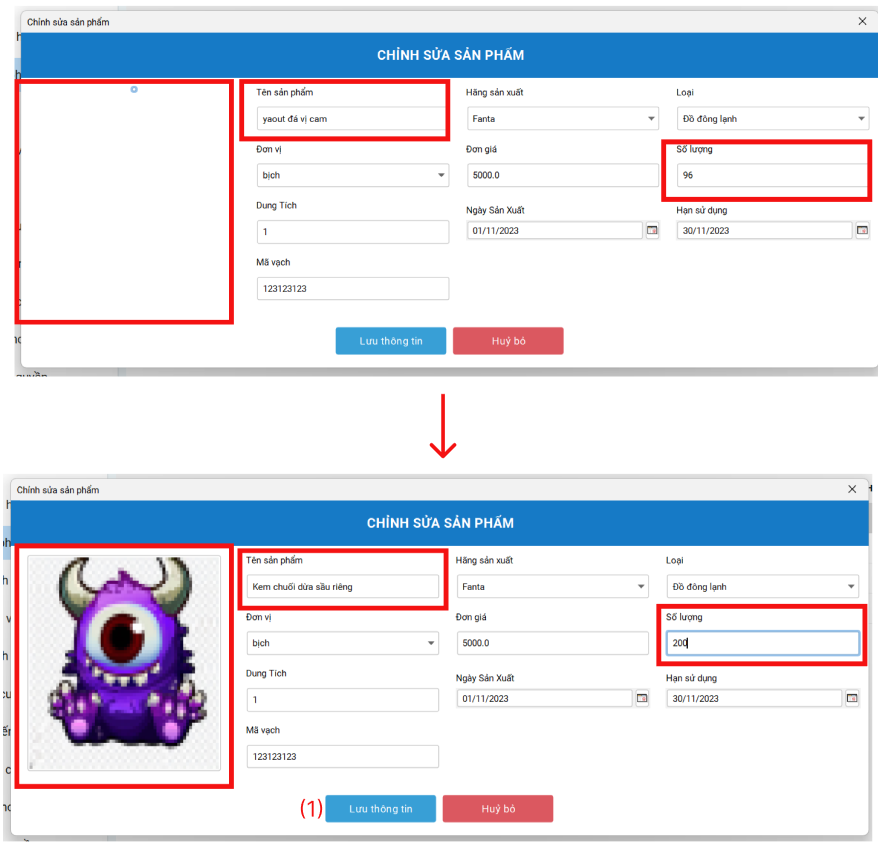 Chỉnh sửa sản phẩm
CHỈNH SỬA SẢN PHẨM
Tên sản phẩm Hãng sản xuất Loại
yaout đá vị cam Fanta Đồ đông lạnh
Đơn vị Đơn giá Số lượng
bịch 5000.0 96
Dung Tích Ngày Sản Xuất Hạn sử dụng
1 01/11/2023 30/11/2023
Mã vạch
123123123
Lưu thông tin Huỷ bỏ
Chỉnh sửa sản phẩm
CHỈNH SỬA SẢN PHẨM
Tên sản phẩm Hãng sản xuất Loại
Kem chuối dừa sầu riêng Fanta Đồ đông lạnh
Đơn vị Đơn giá Số lượng
bịch 5000.0 200
Dung Tích Ngày Sản Xuất Hạn sử dụng
1 01/11/2023 30/11/2023
Mã vạch
123123123
(1) Lưu thông tin Huỷ bỏ